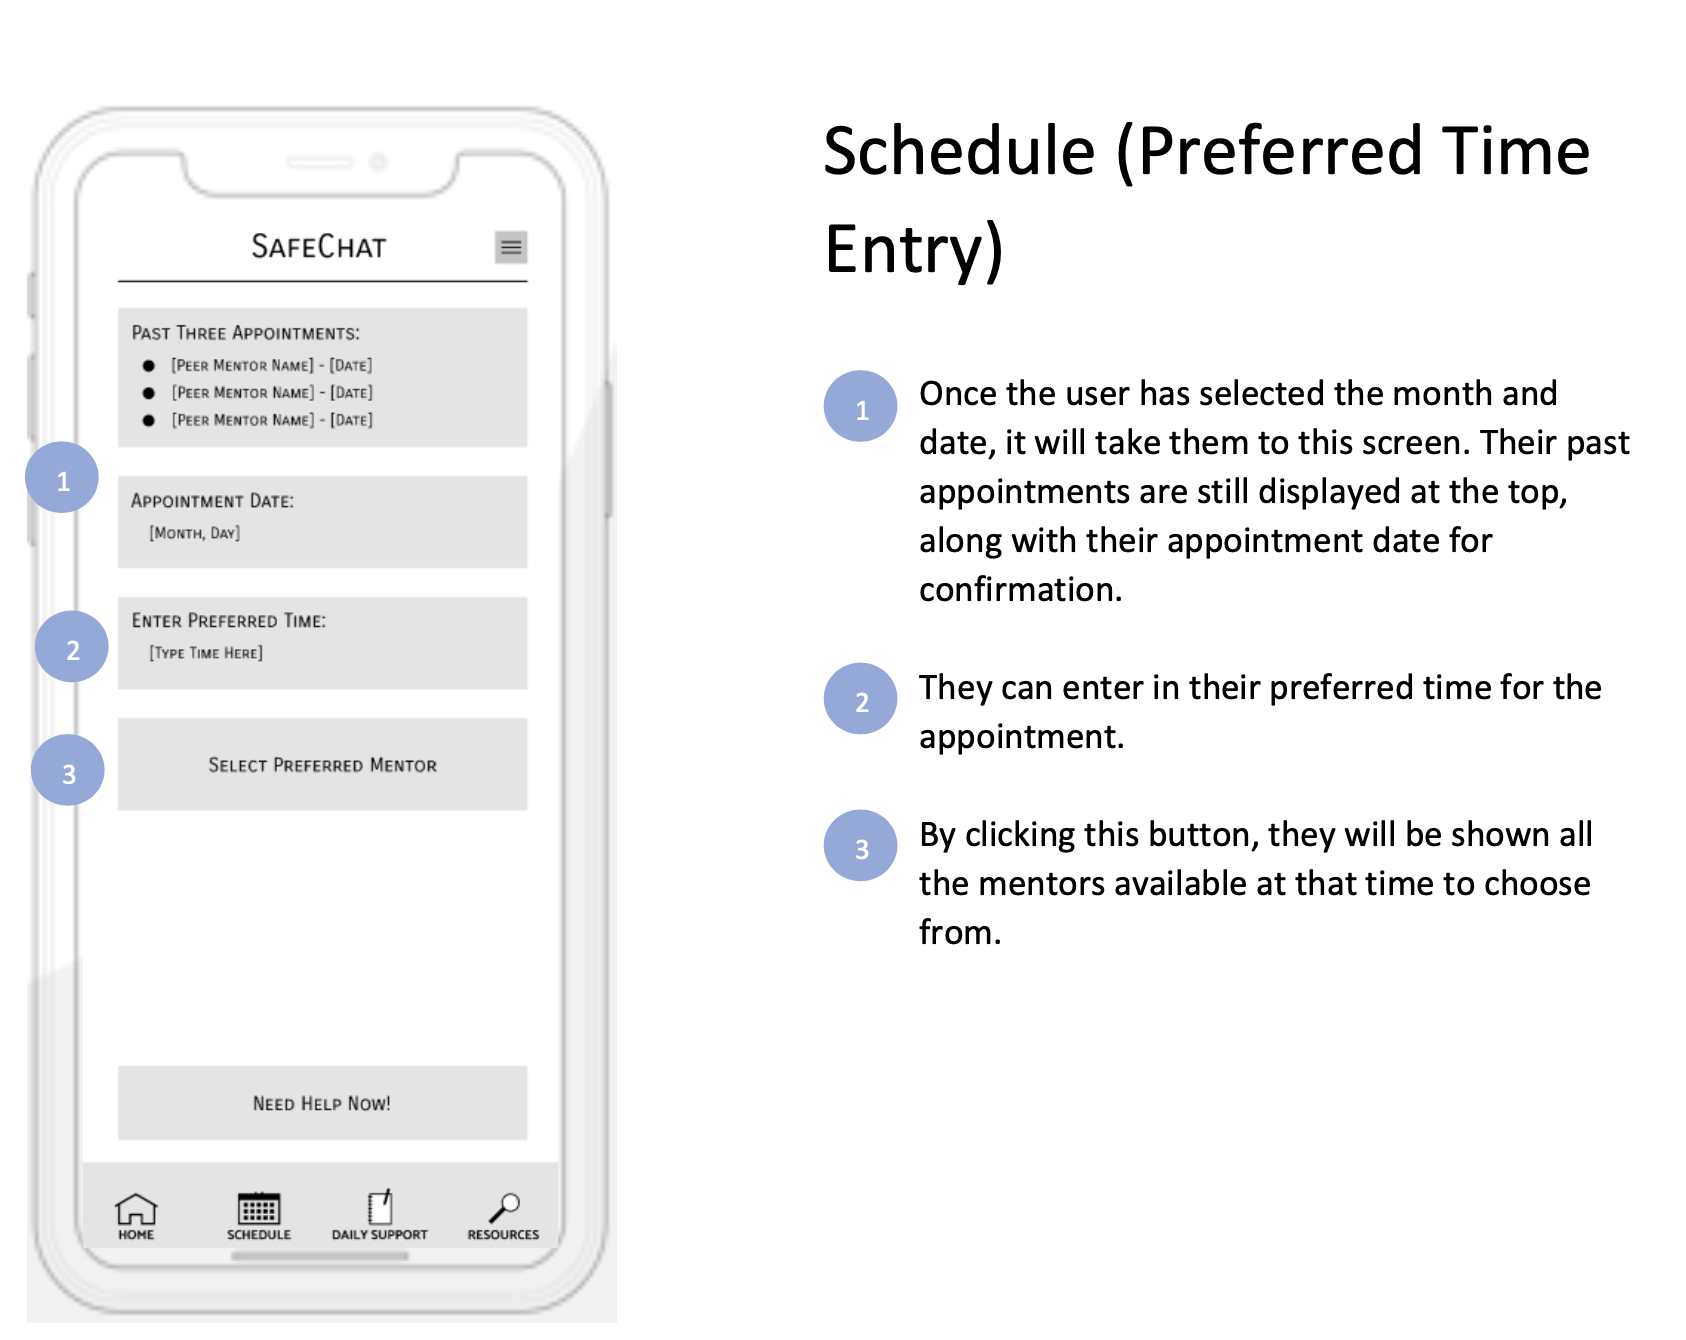 SafeChat
Past Three Appointments:
● [Peer Mentor Name] - [Date]
● [Peer Mentor Name] - [Date]
● [Peer Mentor Name] - [Date]
1
Appointment Date:
[Month, Day]
2
Enter Preferred Time:
[Type Time Here]
3
Select Preferred Mentor
Need Help Now!
HOME
SCHEDULE
DAILY SUPPORT
RESOURCES
Schedule (Preferred Time
Entry)
1
Once the user has selected the month and
date, it will take them to this screen. Their past
appointments are still displayed at the top,
along with their appointment date for
confirmation.
2
They can enter in their preferred time for the
appointment.
3
By clicking this button, they will be shown all
the mentors available at that time to choose
from.